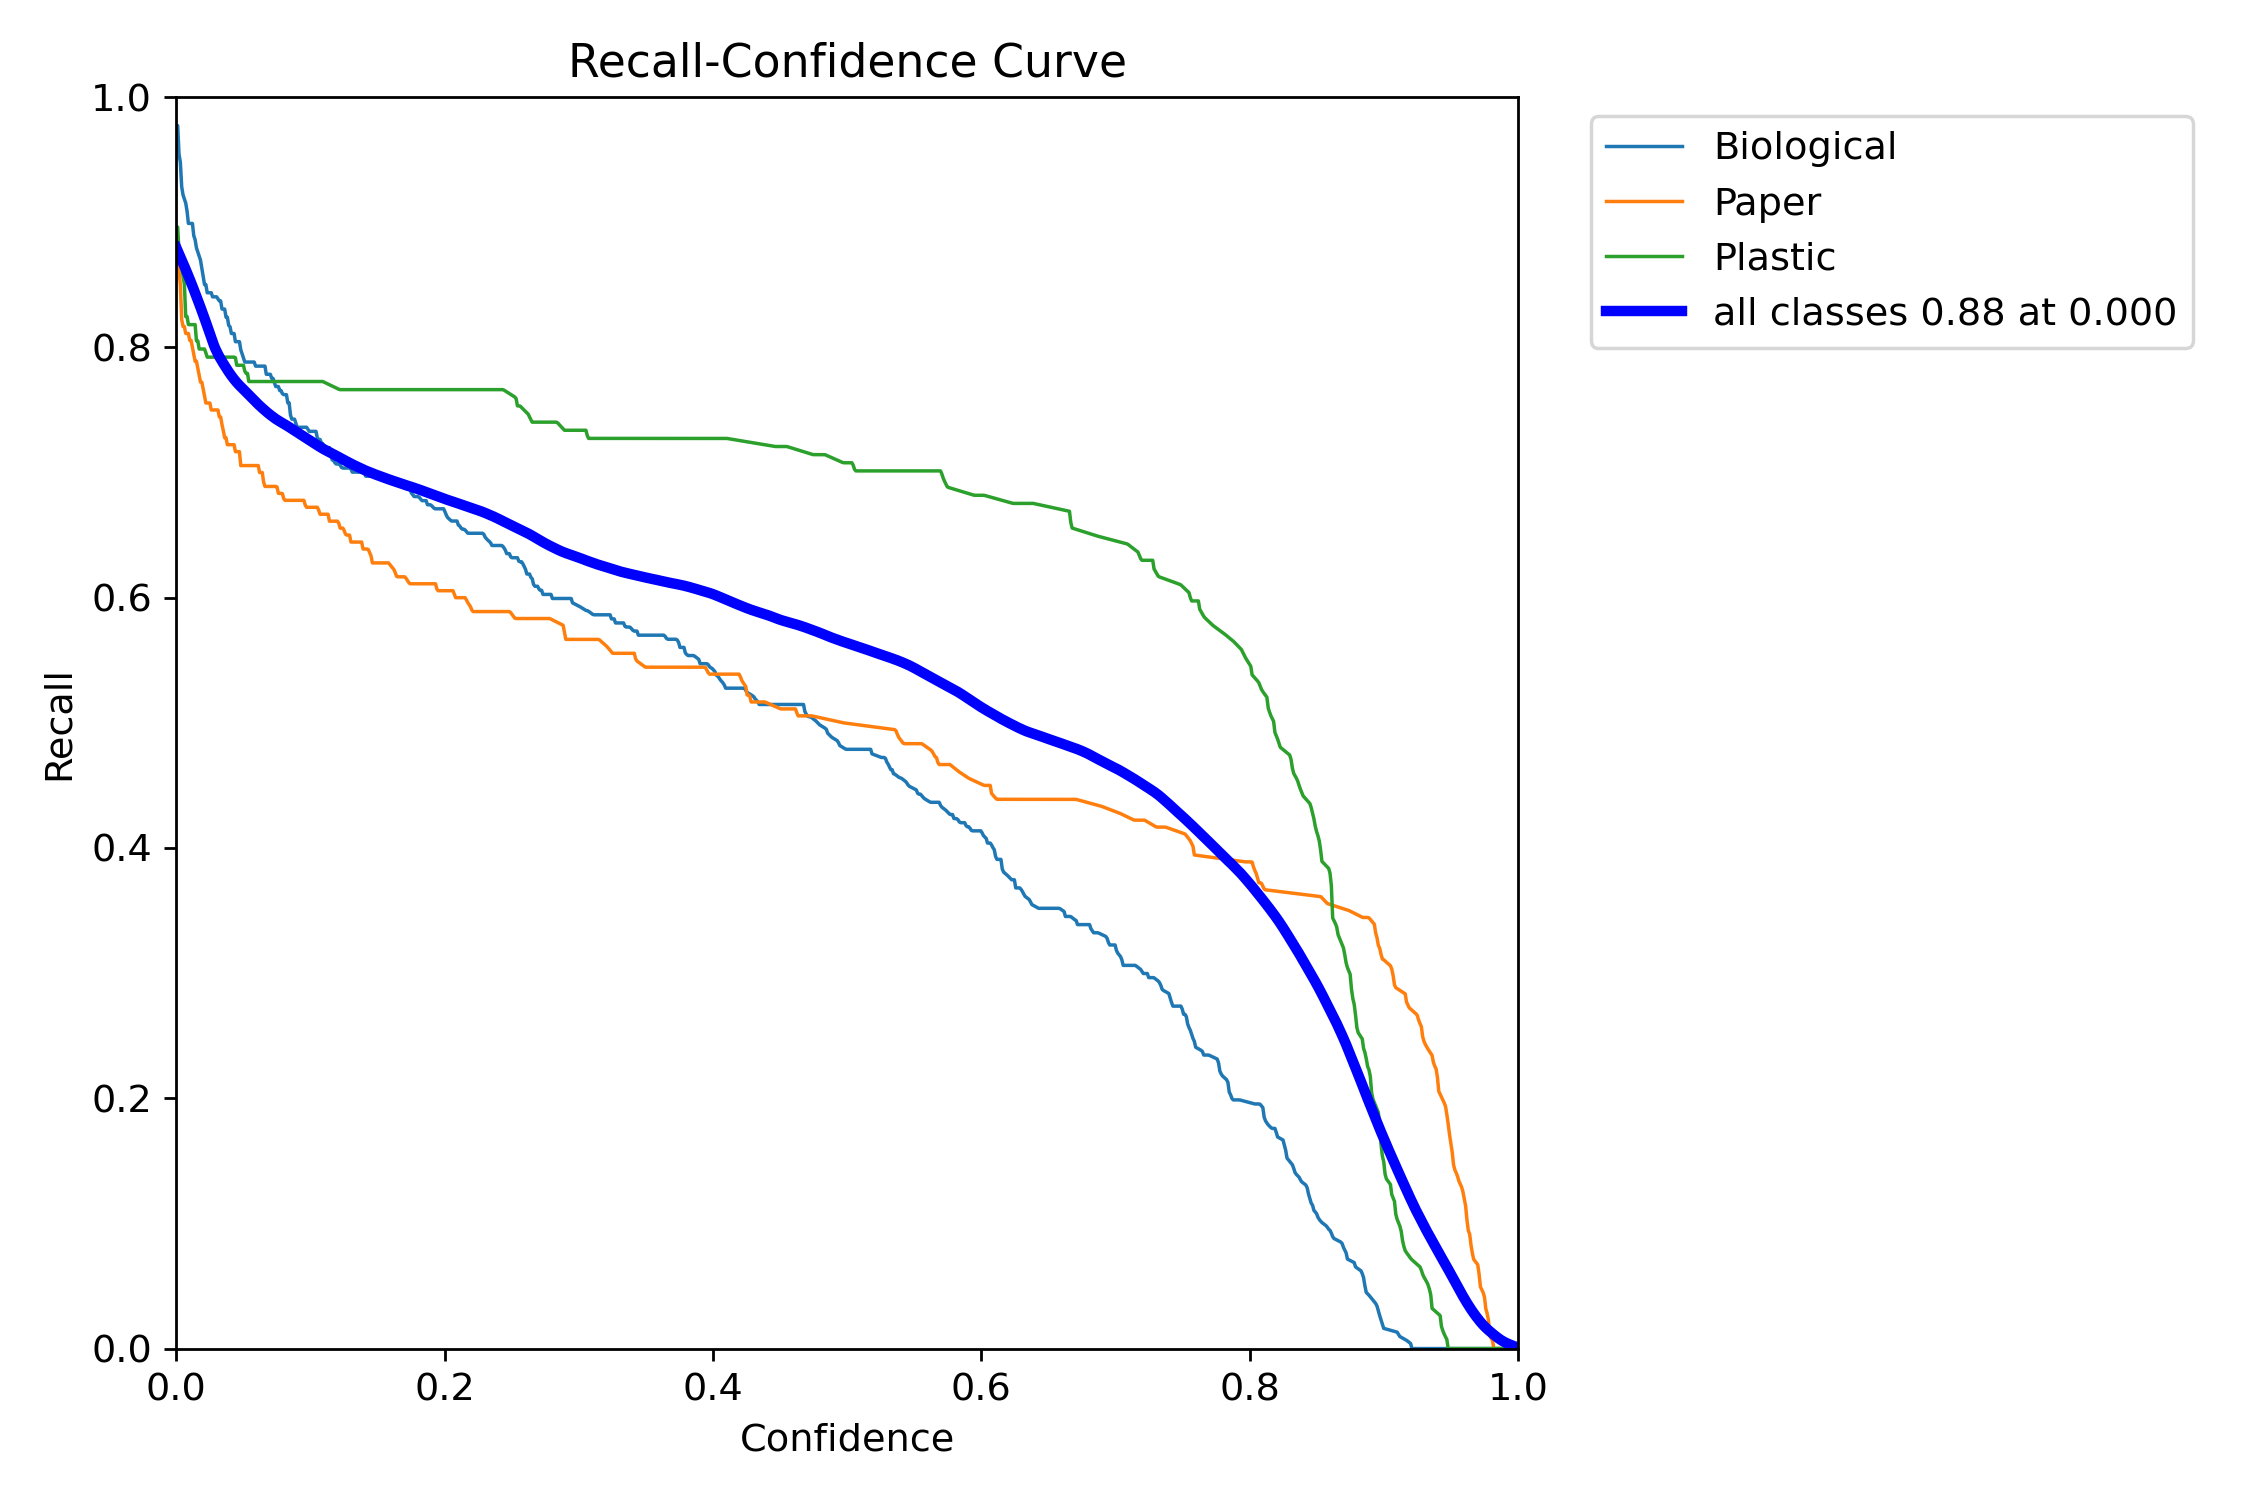 Recall-Confidence Curve
1.0
0.8
0.6
0.4
0.2
0.0
Recall
0.0 0.2 0.4 0.6 0.8 1.0
Confidence
Biological
Paper
Plastic
all classes 0.88 at 0.000